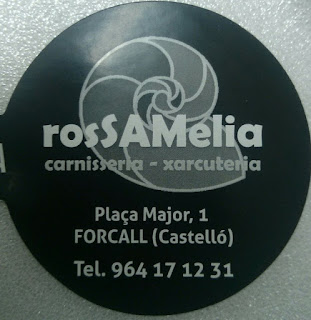 rosSAMelia
carnisseria - xarcuteria
Plaça Major, 1
FORCALL (Castelló)
Tel. 964 17 12 31